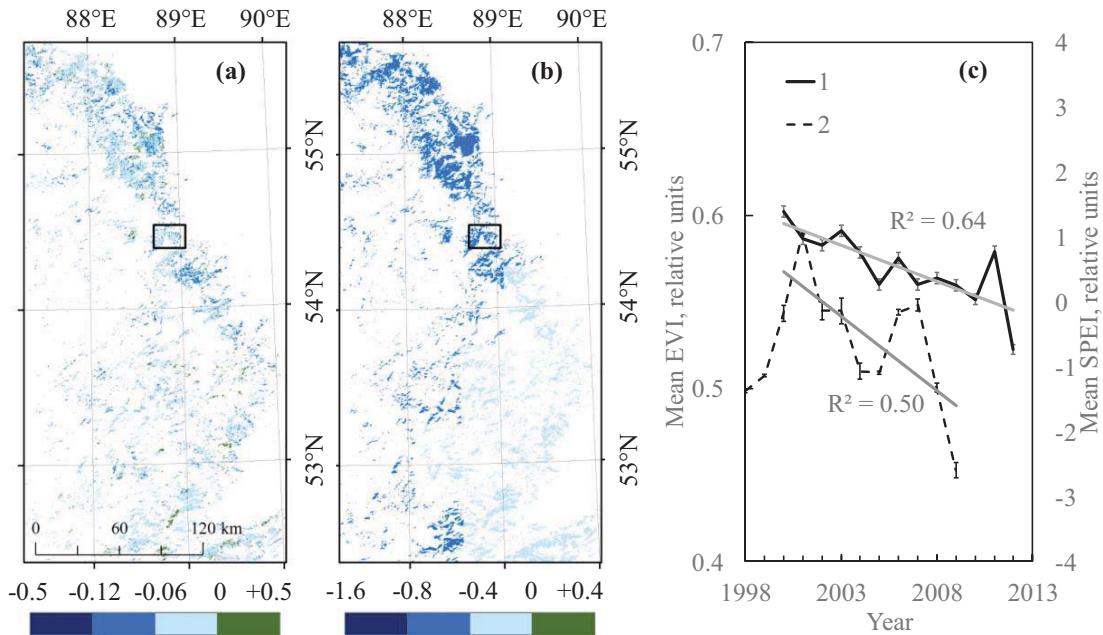 88°E 89°E 90°E
(a)
55°N
54°N
53°N
0 60 120 km
-0.5 -0.12 -0.06 0 +0.5
88°E 89°E 90°E
(b)
55°N
54°N
53°N
-1.6 -0.8 -0.4 0 +0.4
(c)
1
2
Mean EVI, relative units
0.7
0.6
0.5
0.4
R² = 0.64
R² = 0.50
4
3
2
1
0
-1
-2
-3
-4
Mean SPEI, relative units
1998 2003 2008 2013
Year